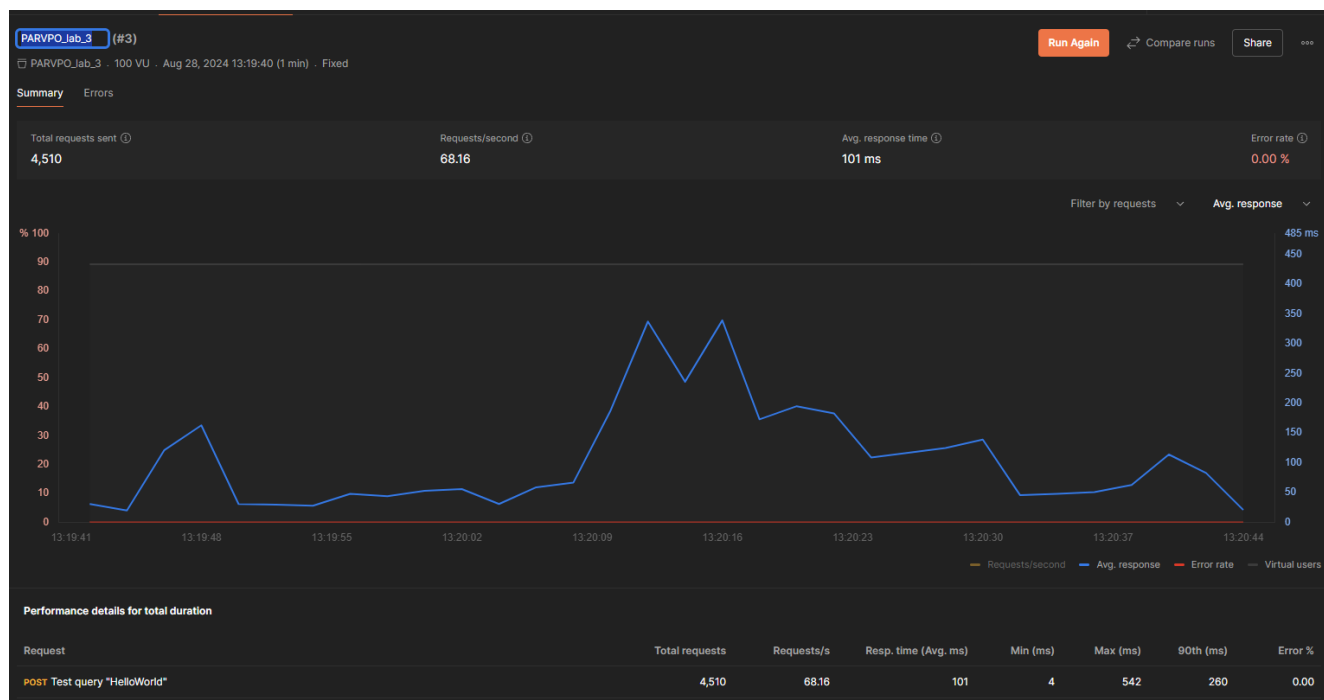 PARVPO_lab_3 (#3)
Run Again Compare runs Share
PARVPO_lab_3 · 100 VU · Aug 28, 2024 13:19:40 (1 min) · Fixed
Summary Errors
Total requests sent Requests/second Avg. response time Error rate
4,510 68.16 101 ms 0.00 %
Filter by requests Avg. response
% 100 485 ms
90 450
80 400
70 350
60 300
50 250
40 200
30 150
20 100
10 50
0 0
13:19:41 13:19:48 13:19:55 13:20:02 13:20:09 13:20:16 13:20:23 13:20:30 13:20:37 13:20:44
Requests/second Avg. response Error rate Virtual users
Performance details for total duration
Request Total requests Requests/s Resp. time (Avg. ms) Min (ms) Max (ms) 90th (ms) Error %
POST Test query "HelloWorld" 4,510 68.16 101 4 542 260 0.00